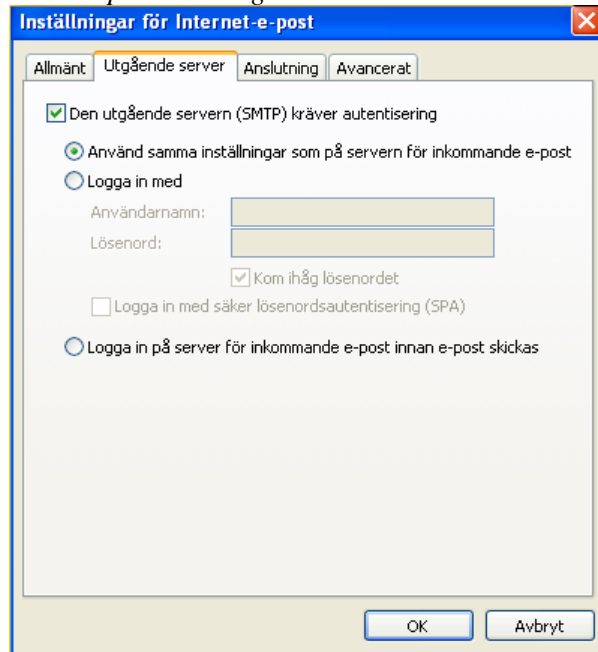 Inställningar för Internet-e-post
Allmänt Utgående server Anslutning Avancerat
Den utgående servern (SMTP) kräver autentisering
Använd samma inställningar som på servern för inkommande e-post
Logga in med
Användarnamn:
Lösenord:
Kom ihåg lösenordet
Logga in med säker lösenordsautentisering (SPA)
Logga in på server för inkommande e-post innan e-post skickas
OK Avbryt